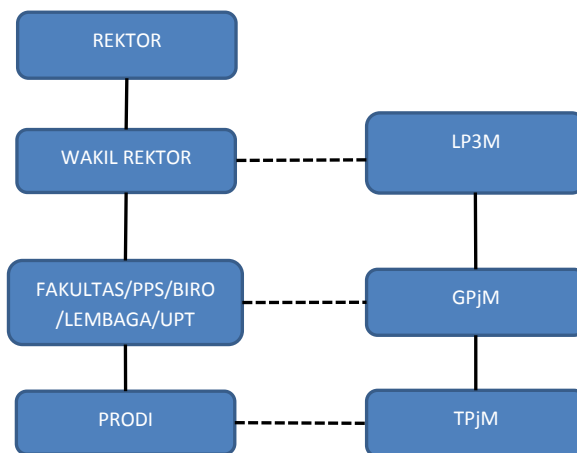 REKTOR
WAKIL REKTOR
LP3M
FAKULTAS/PPS/BIRO
/LEMBAGA/UPT
GPjM
PRODI
TPjM